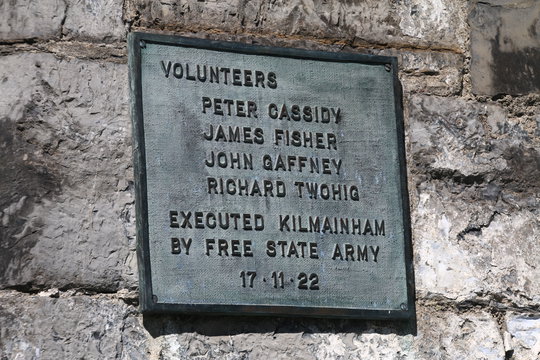 VOLUNTEERS
PETER CASSIDY
JAMES FISHER
JOHN GAFFNEY
RICHARD TWOHIG
EXECUTED KILMAINHAM
BY FREE STATE ARMY
17·11·22